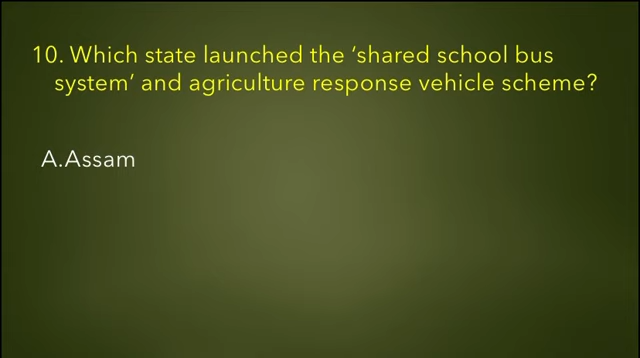 10. Which state launched the ‘shared school bus
system’ and agriculture response vehicle scheme?
A.Assam